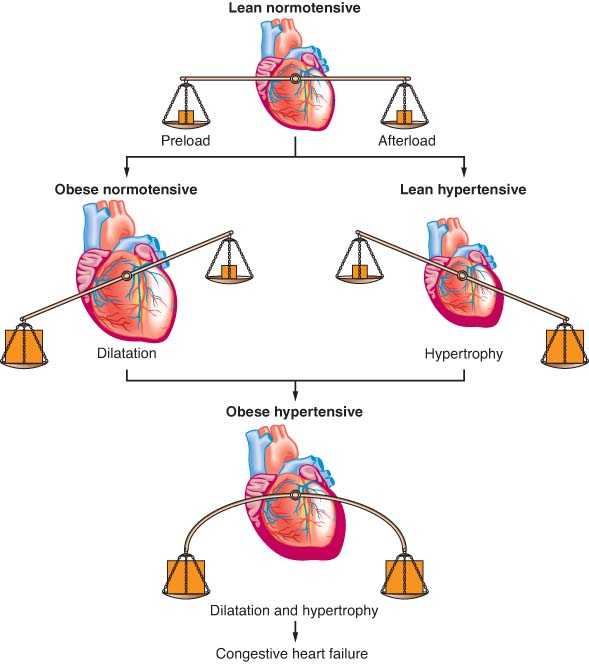 Lean normotensive
Preload
Afterload
Obese normotensive
Lean hypertensive
Dilatation
Hypertrophy
Obese hypertensive
Dilatation and hypertrophy
Congestive heart failure